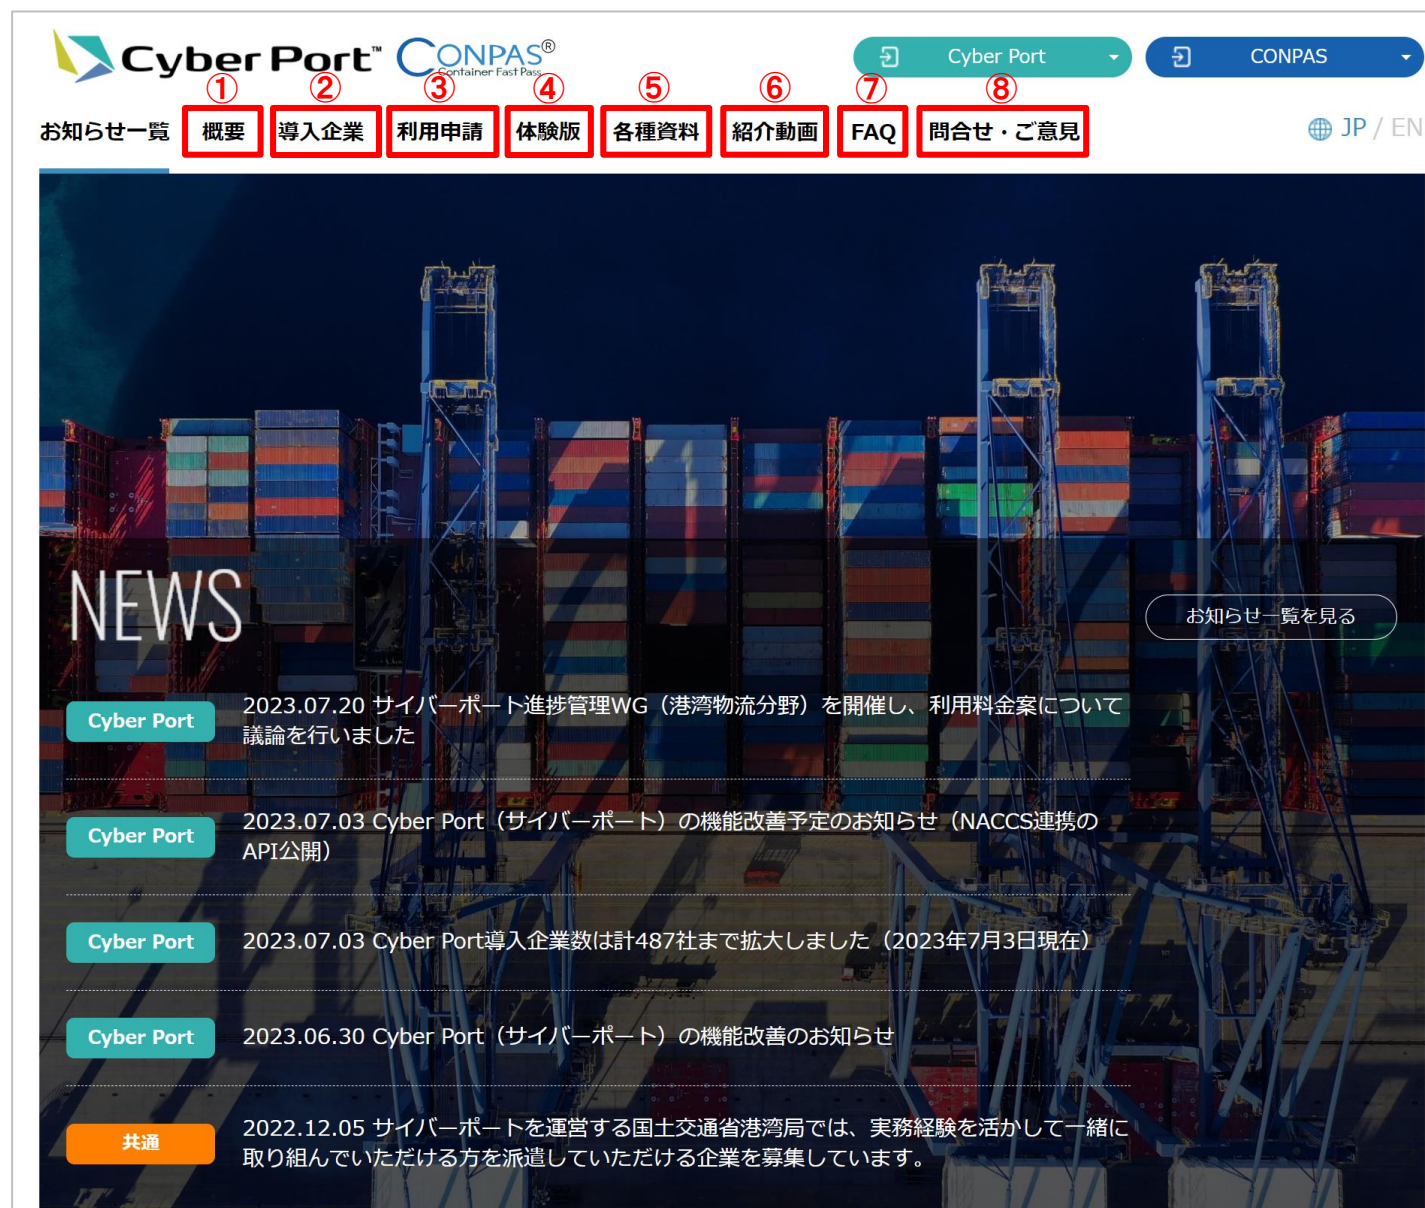 Cyber Port™ CONPAS®
Container Fast Pass
Cyber Port
CONPAS
① ② ③ ④ ⑤ ⑥ ⑦ ⑧
お知らせ一覧 概要 導入企業 利用申請 体験版 各種資料 紹介動画 FAQ 問合せ・ご意見
JP / EN
NEWS
お知らせ一覧を見る
Cyber Port
2023.07.20 サイバーポート進捗管理WG（港湾物流分野）を開催し、利用料金案について
議論を行いました
Cyber Port
2023.07.03 Cyber Port（サイバーポート）の機能改善予定のお知らせ（NACCS連携の
API公開）
Cyber Port
2023.07.03 Cyber Port導入企業数は計487社まで拡大しました（2023年7月3日現在）
Cyber Port
2023.06.30 Cyber Port（サイバーポート）の機能改善のお知らせ
共通
2022.12.05 サイバーポートを運営する国土交通省港湾局では、実務経験を活かして一緒に
取り組んでいただける方を派遣していただける企業を募集しています。